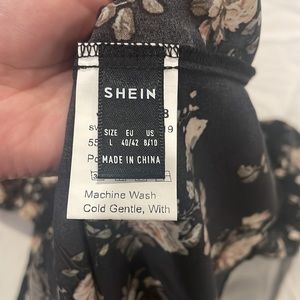 SHEIN
SIZE EU US
L 40/42 8/10
MADE IN CHINA
Machine Wash
Cold Gentle, With